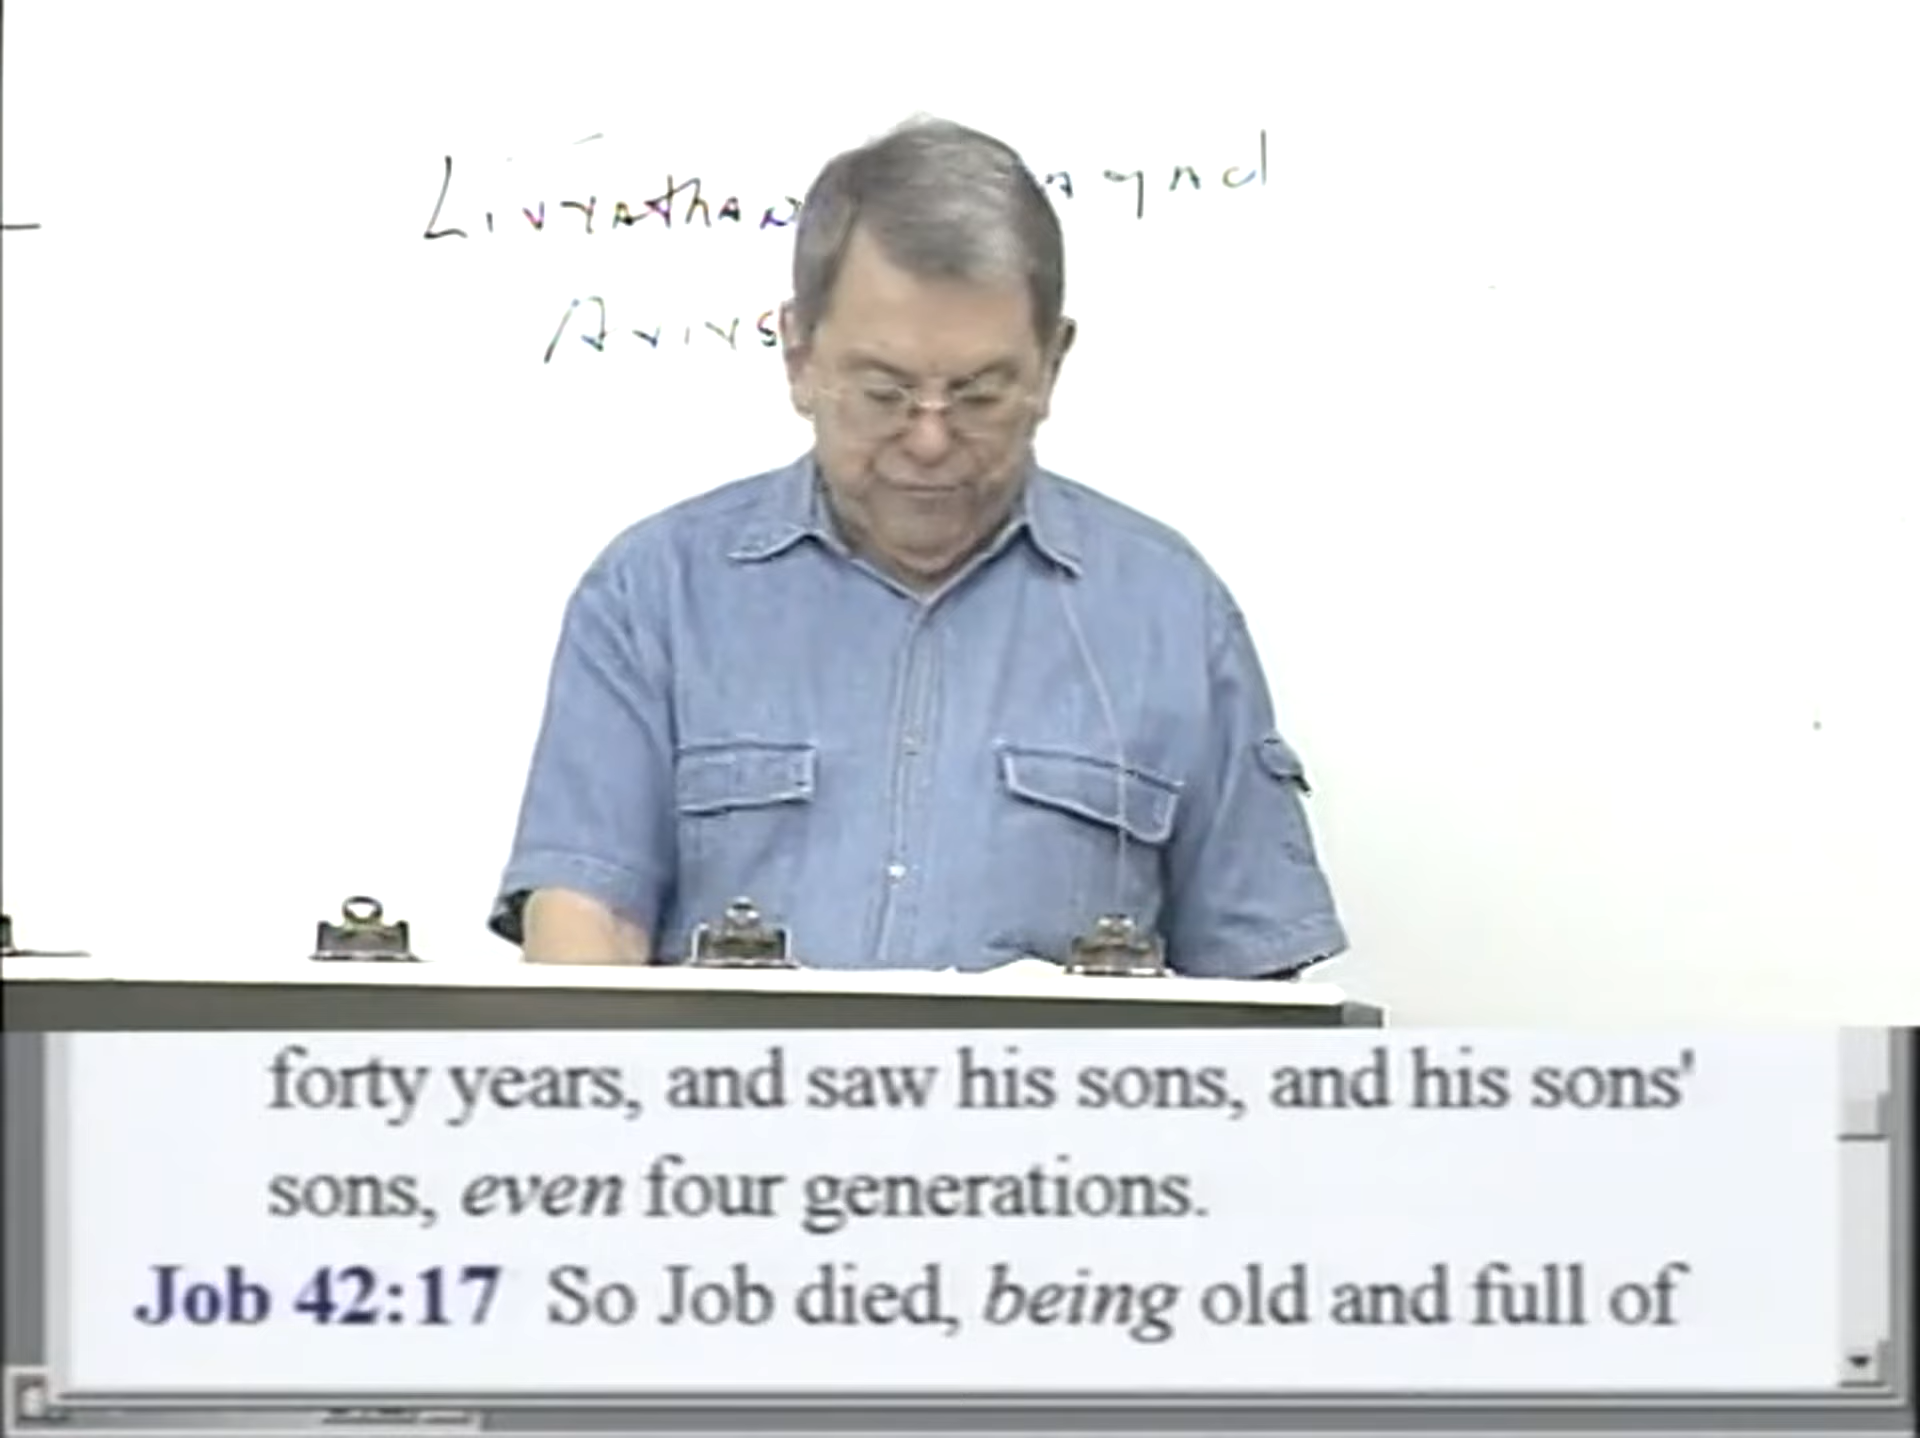 Livyathan
forty years, and saw his sons, and his sons'
sons, even four generations.
Job 42:17 So Job died, being old and full of